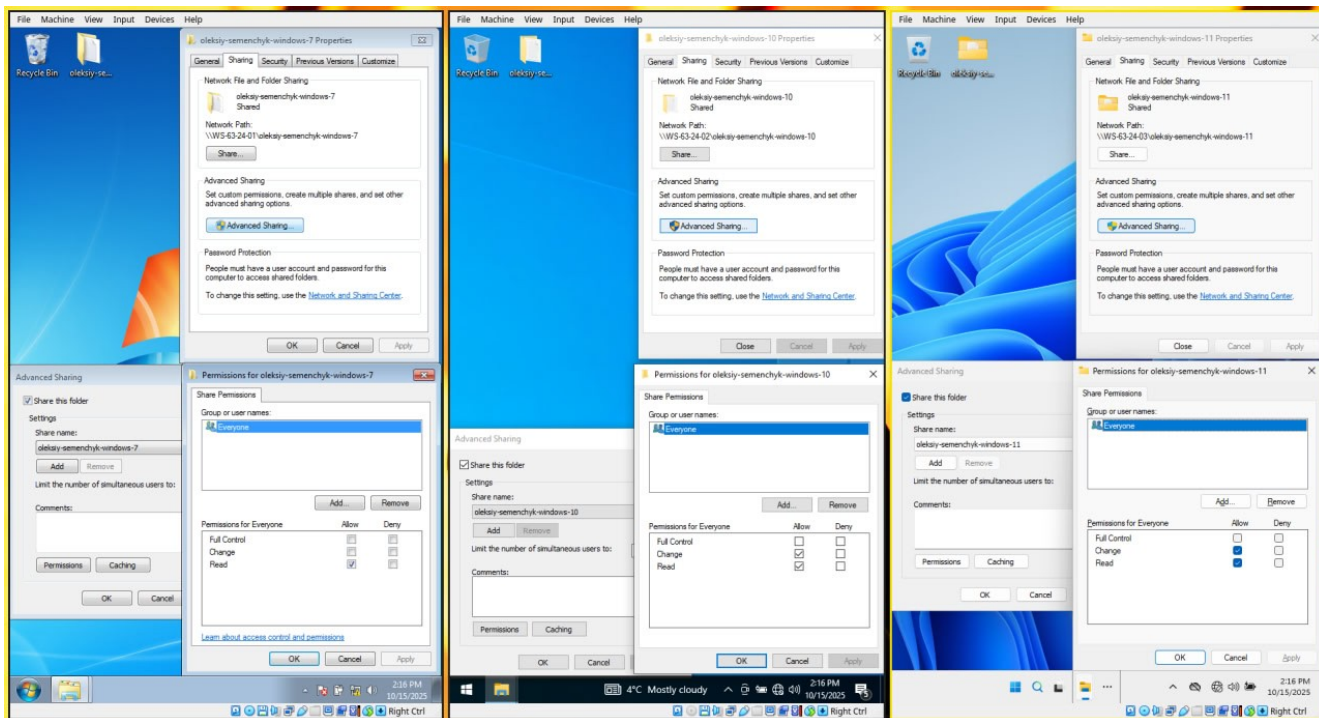 File Machine View Input Devices Help
Recycle Bin
oleksiy-se...
oleksiy-semenchyk-windows-7 Properties
General Sharing Security Previous Versions Customize
Network File and Folder Sharing
oleksiy-semenchyk-windows-7
Shared
Network Path:
\\WS-63-24-01\oleksiy-semenchyk-windows-7
Share...
Advanced Sharing
Set custom permissions, create multiple shares, and set other
advanced sharing options.
Advanced Sharing...
Password Protection
People must have a user account and password for this
computer to access shared folders.
To change this setting, use the Network and Sharing Center.
OK Cancel Apply
Advanced Sharing
Share this folder
Settings
Share name:
oleksiy-semenchyk-windows-7
Add Remove
Limit the number of simultaneous users to:
Comments:
Permissions Caching
OK Cancel
Permissions for oleksiy-semenchyk-windows-7
Share Permissions
Group or user names:
Everyone
Add... Remove
Permissions for Everyone Allow Deny
Full Control
Change
Read
Learn about access control and permissions
OK Cancel Apply
2:16 PM
10/15/2025
Right Ctrl
File Machine View Input Devices Help
Recycle Bin
oleksiy-se...
oleksiy-semenchyk-windows-10 Properties
General Sharing Security Previous Versions Customize
Network File and Folder Sharing
oleksiy-semenchyk-windows-10
Shared
Network Path:
\\WS-63-24-02\oleksiy-semenchyk-windows-10
Share...
Advanced Sharing
Set custom permissions, create multiple shares, and set other
advanced sharing options.
Advanced Sharing...
Password Protection
People must have a user account and password for this
computer to access shared folders.
To change this setting, use the Network and Sharing Center.
Close Cancel Apply
Advanced Sharing
Share this folder
Settings
Share name:
oleksiy-semenchyk-windows-10
Add Remove
Limit the number of simultaneous users to:
Comments:
Permissions Caching
OK Cancel
Permissions for oleksiy-semenchyk-windows-10
Share Permissions
Group or user names:
Everyone
Add... Remove
Permissions for Everyone Allow Deny
Full Control
Change
Read
OK Cancel Apply
4°C Mostly cloudy
2:16 PM
10/15/2025
Right Ctrl
File Machine View Input Devices Help
Recycle Bin
oleksiy-se...
oleksiy-semenchyk-windows-11 Properties
General Sharing Security Previous Versions Customize
Network File and Folder Sharing
oleksiy-semenchyk-windows-11
Shared
Network Path:
\\WS-63-24-03\oleksiy-semenchyk-windows-11
Share...
Advanced Sharing
Set custom permissions, create multiple shares, and set other
advanced sharing options.
Advanced Sharing...
Password Protection
People must have a user account and password for this
computer to access shared folders.
To change this setting, use the Network and Sharing Center.
Close Cancel Apply
Advanced Sharing
Share this folder
Settings
Share name:
oleksiy-semenchyk-windows-11
Add Remove
Limit the number of simultaneous users to:
Comments:
Permissions Caching
OK Cancel
Permissions for oleksiy-semenchyk-windows-11
Share Permissions
Group or user names:
Everyone
Add... Remove
Permissions for Everyone Allow Deny
Full Control
Change
Read
OK Cancel Apply
2:16 PM
10/15/2025
Right Ctrl